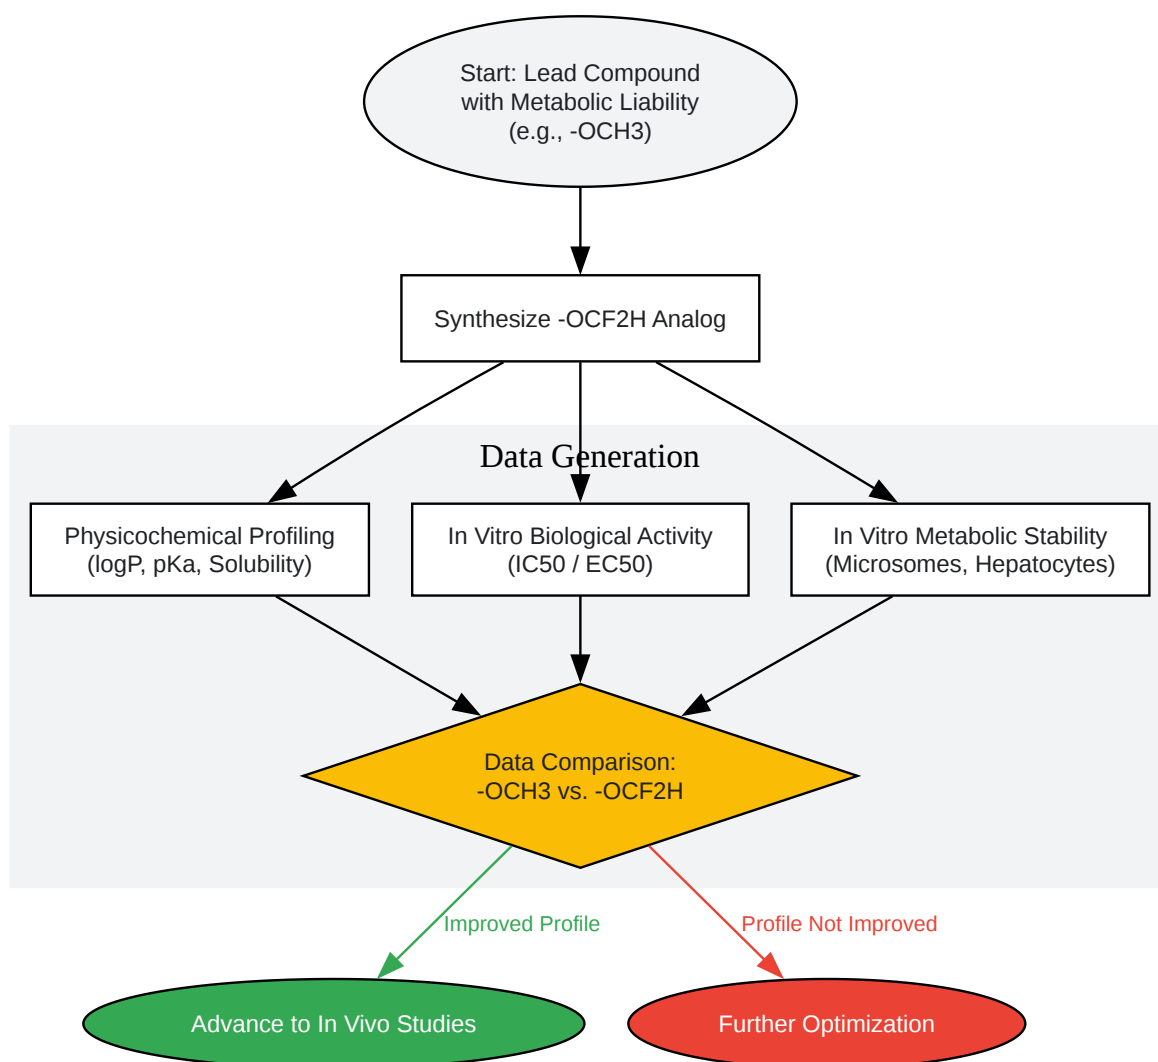 Start: Lead Compound
with Metabolic Liability
(e.g., -OCH3)
Synthesize -OCF2H Analog
Data Generation
Physicochemical Profiling
(logP, pKa, Solubility)
In Vitro Biological Activity
(IC50 / EC50)
In Vitro Metabolic Stability
(Microsomes, Hepatocytes)
Data Comparison:
-OCH3 vs. -OCF2H
Improved Profile
Profile Not Improved
Advance to In Vivo Studies
Further Optimization